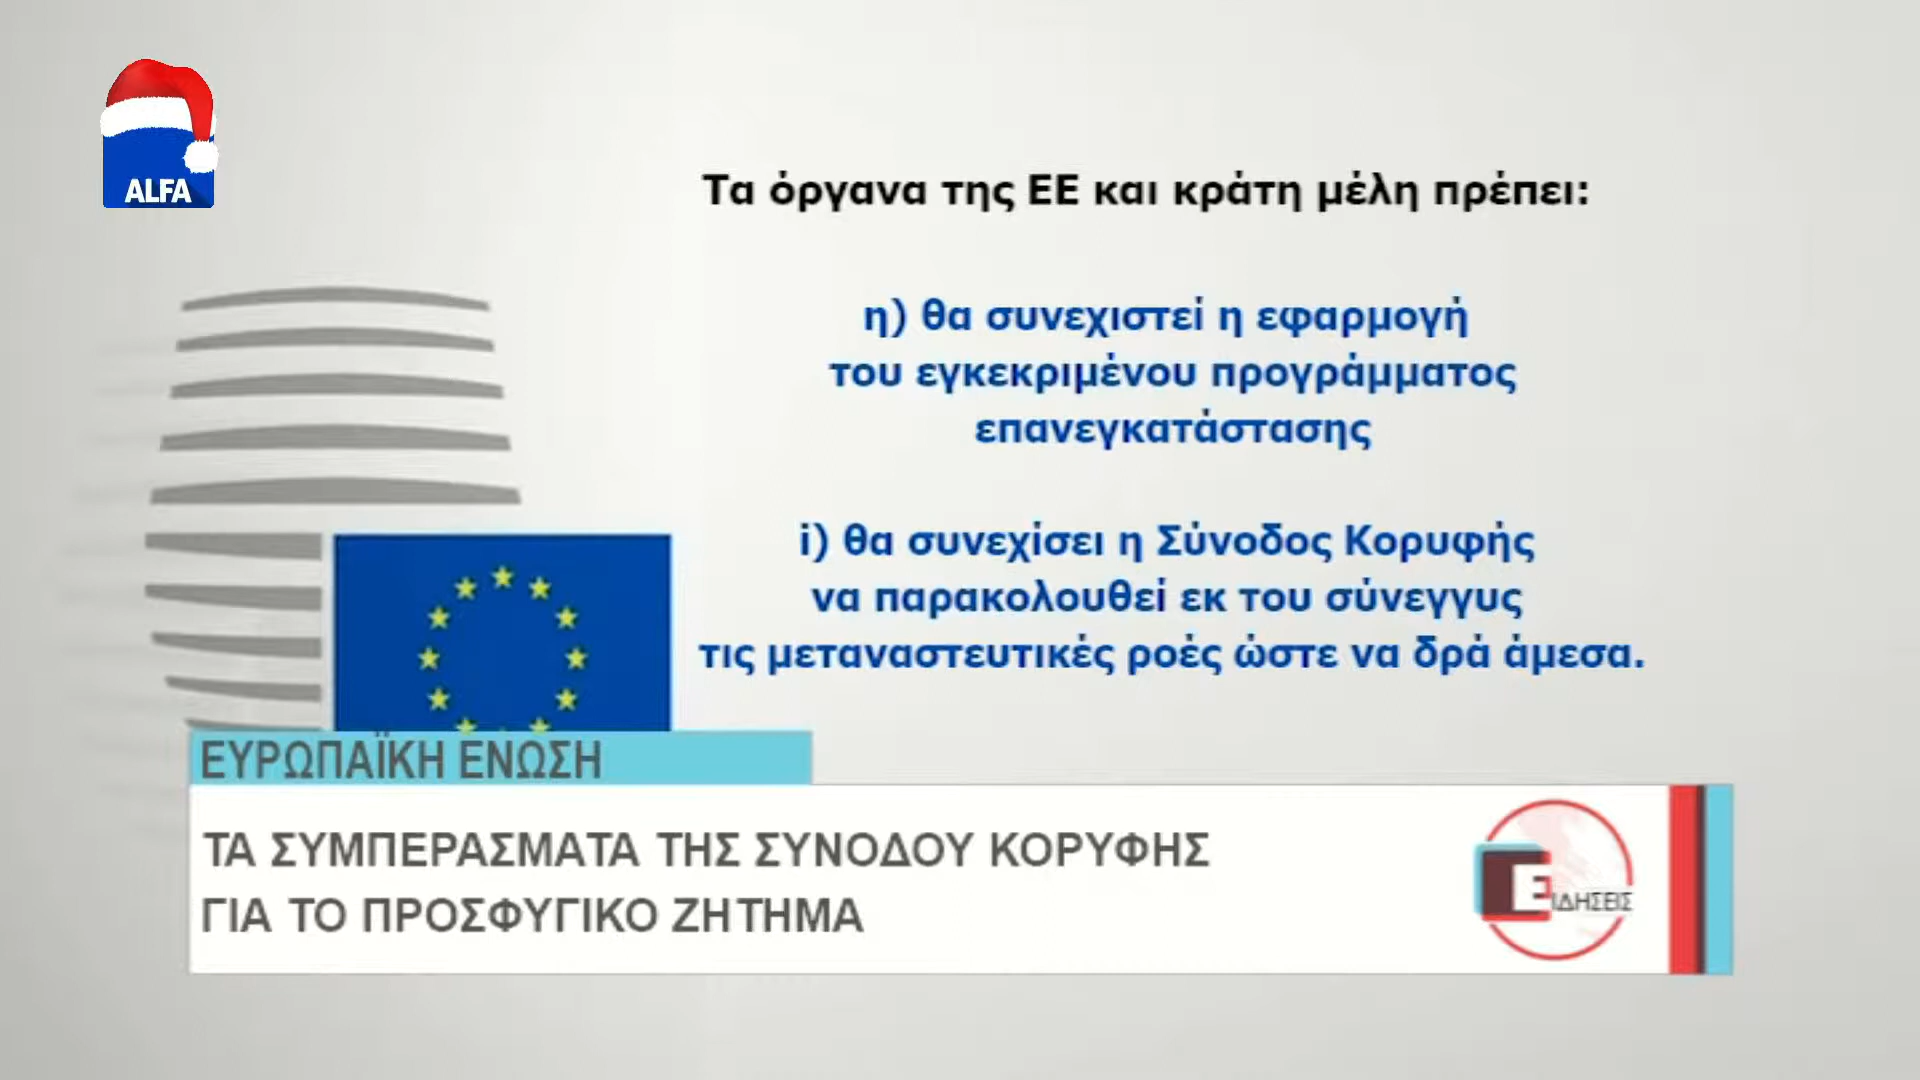 ALFA
Τα όργανα της ΕΕ και κράτη μέλη πρέπει:
η) θα συνεχιστεί η εφαρμογή
του εγκεκριμένου προγράμματος
επανεγκατάστασης
i) θα συνεχίσει η Σύνοδος Κορυφής
να παρακολουθεί εκ του σύνεγγυς
τις μεταναστευτικές ροές ώστε να δρά άμεσα.
ΕΥΡΩΠΑΪΚΗ ΕΝΩΣΗ
ΤΑ ΣΥΜΠΕΡΑΣΜΑΤΑ ΤΗΣ ΣΥΝΟΔΟΥ ΚΟΡΥΦΗΣ
ΓΙΑ ΤΟ ΠΡΟΣΦΥΓΙΚΟ ΖΗΤΗΜΑ
ΕΙΔΗΣΕΙΣ